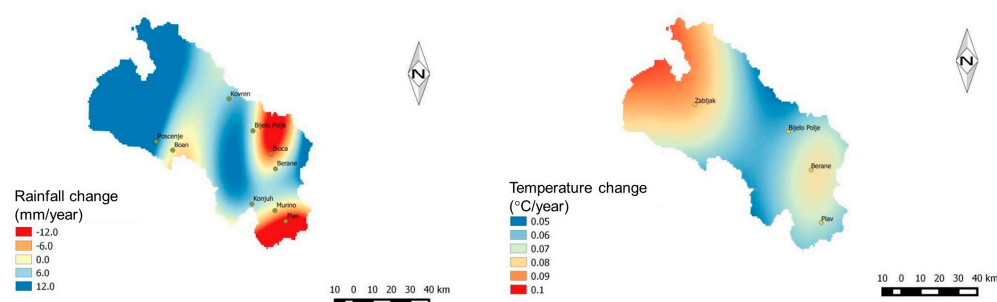 N
Kovren
Bijelo Polje
Poscenje
Boan
Bioca
Berane
Konjuh
Murino
Plav
Rainfall change
(mm/year)
-12.0
-6.0
0.0
6.0
12.0
10 0 10 20 30 40 km
N
Zabljak
Bijelo Polje
Berane
Plav
Temperature change
(°C/year)
0.05
0.06
0.07
0.08
0.09
0.1
10 0 10 20 30 40 km